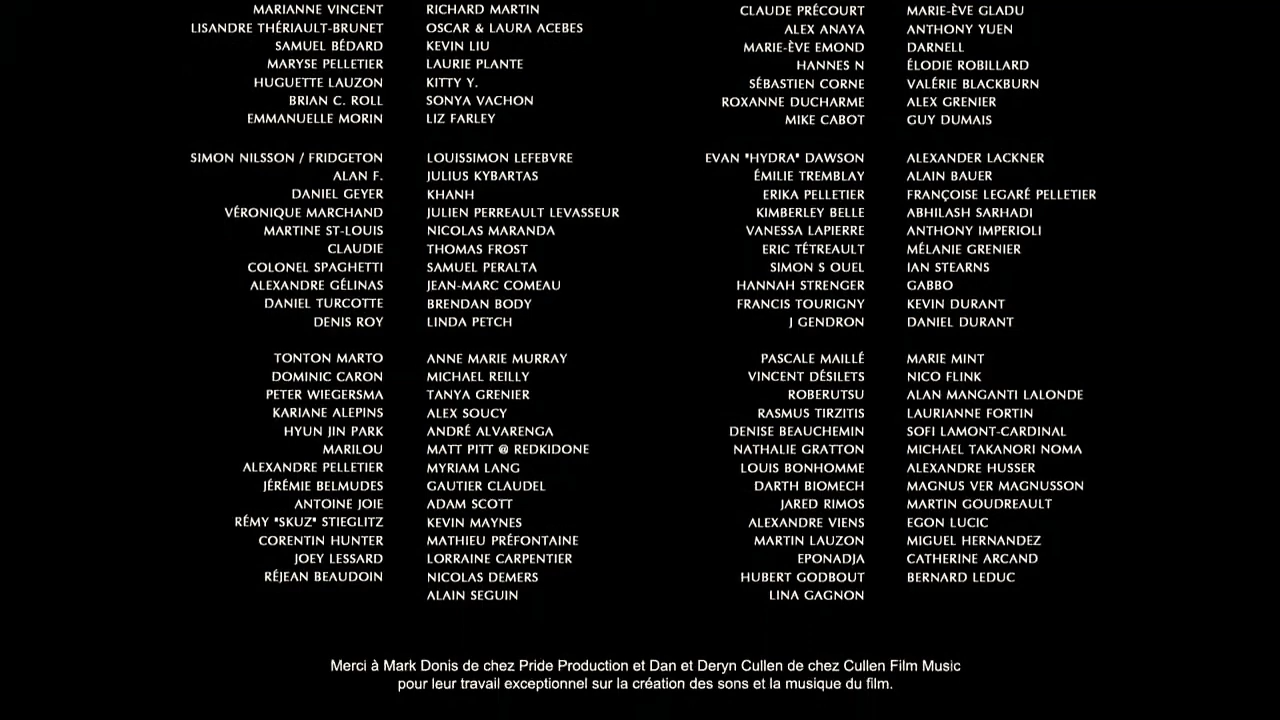 MARIANNE VINCENT RICHARD MARTIN CLAUDE PRÉCOURT MARIE-ÈVE GLADU
LISANDRE THÉRIAULT-BRUNET OSCAR & LAURA ACEBES ALEX ANAYA ANTHONY YUEN
SAMUEL BÉDARD KEVIN LIU MARIE-ÈVE EMOND DARNELL
MARYSE PELLETIER LAURIE PLANTE HANNES N ÉLODIE ROBILLARD
HUGUETTE LAUZON KITTY Y. SÉBASTIEN CORNE VALÉRIE BLACKBURN
BRIAN C. ROLL SONYA VACHON ROXANNE DUCHARME ALEX GRENIER
EMMANUELLE MORIN LIZ FARLEY MIKE CABOT GUY DUMAIS
SIMON NILSSON / FRIDGETON LOUISSIMON LEFEBVRE EVAN "HYDRA" DAWSON ALEXANDER LACKNER
ALAN F. JULIUS KYBARTAS ÉMILIE TREMBLAY ALAIN BAUER
DANIEL GEYER KHANH ERIKA PELLETIER FRANÇOISE LEGARÉ PELLETIER
VÉRONIQUE MARCHAND JULIEN PERREAULT LEVASSEUR KIMBERLEY BELLE ABHILASH SARHADI
MARTINE ST-LOUIS NICOLAS MARANDA VANESSA LAPIERRE ANTHONY IMPERIOLI
CLAUDIE THOMAS FROST ERIC TÉTREAULT MÉLANIE GRENIER
COLONEL SPAGHETTI SAMUEL PERALTA SIMON S OUEL IAN STEARNS
ALEXANDRE GÉLINAS JEAN-MARC COMEAU HANNAH STRENGER GABBO
DANIEL TURCOTTE BRENDAN BODY FRANCIS TOURIGNY KEVIN DURANT
DENIS ROY LINDA PETCH J GENDRON DANIEL DURANT
TONTON MARTO ANNE MARIE MURRAY PASCALE MAILLÉ MARIE MINT
DOMINIC CARON MICHAEL REILLY VINCENT DÉSILETS NICO FLINK
PETER WIEGERSMA TANYA GRENIER ROBERUTSU ALAN MANGANTI LALONDE
KARIANE ALEPINS ALEX SOUCY RASMUS TIRZITIS LAURIANNE FORTIN
HYUN JIN PARK ANDRÉ ALVARENGA DENISE BEAUCHEMIN SOFI LAMONT-CARDINAL
MARILOU MATT PITT @ REDKIDONE NATHALIE GRATTON MICHAEL TAKANORI NOMA
ALEXANDRE PELLETIER MYRIAM LANG LOUIS BONHOMME ALEXANDRE HUSSER
JÉRÉMIE BELMUDES GAUTIER CLAUDEL DARTH BIOMECH MAGNUS VER MAGNUSSON
ANTOINE JOIE ADAM SCOTT JARED RIMOS MARTIN GOUDREAULT
RÉMY "SKUZ" STIEGLITZ KEVIN MAYNES ALEXANDRE VIENS EGON LUCIC
CORENTIN HUNTER MATHIEU PRÉFONTAINE MARTIN LAUZON MIGUEL HERNANDEZ
JOEY LESSARD LORRAINE CARPENTIER EPONADJA CATHERINE ARCAND
RÉJEAN BEAUDOIN NICOLAS DEMERS HUBERT GODBOUT BERNARD LEDUC
ALAIN SEGUIN LINA GAGNON
Merci à Mark Donis de chez Pride Production et Dan et Deryn Cullen de chez Cullen Film Music
pour leur travail exceptionnel sur la création des sons et la musique du film.